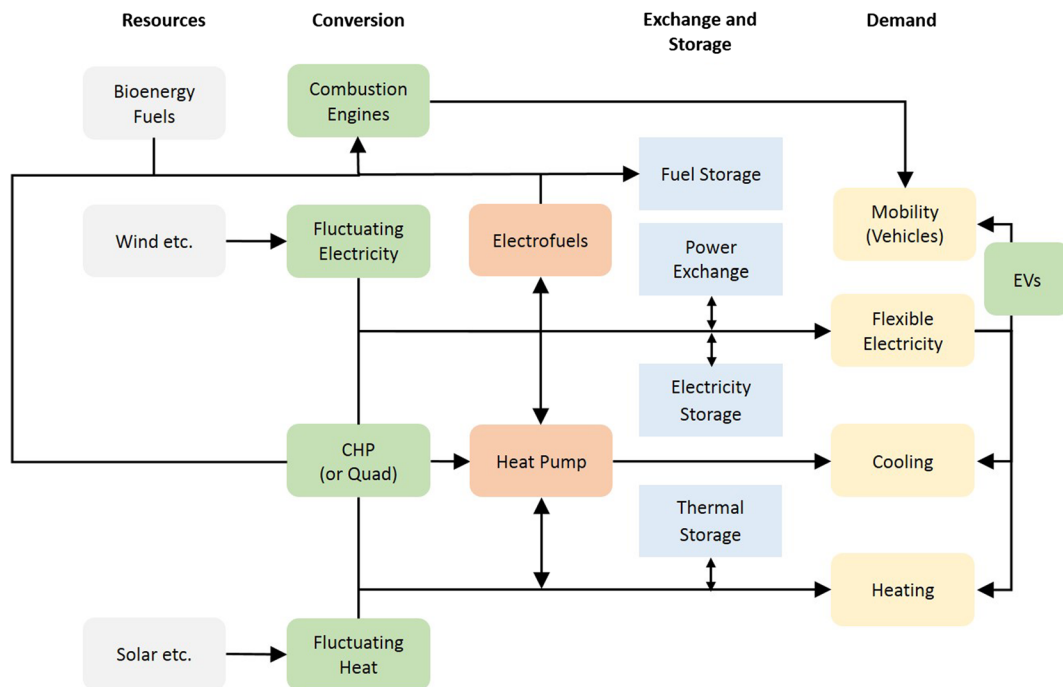 Resources
Conversion
Exchange and
Storage
Demand
Bioenergy
Fuels
Combustion
Engines
Fuel Storage
Mobility
(Vehicles)
Wind etc.
Fluctuating
Electricity
Electrofuels
Power
Exchange
EVs
Flexible
Electricity
Electricity
Storage
CHP
(or Quad)
Heat Pump
Cooling
Thermal
Storage
Heating
Solar etc.
Fluctuating
Heat